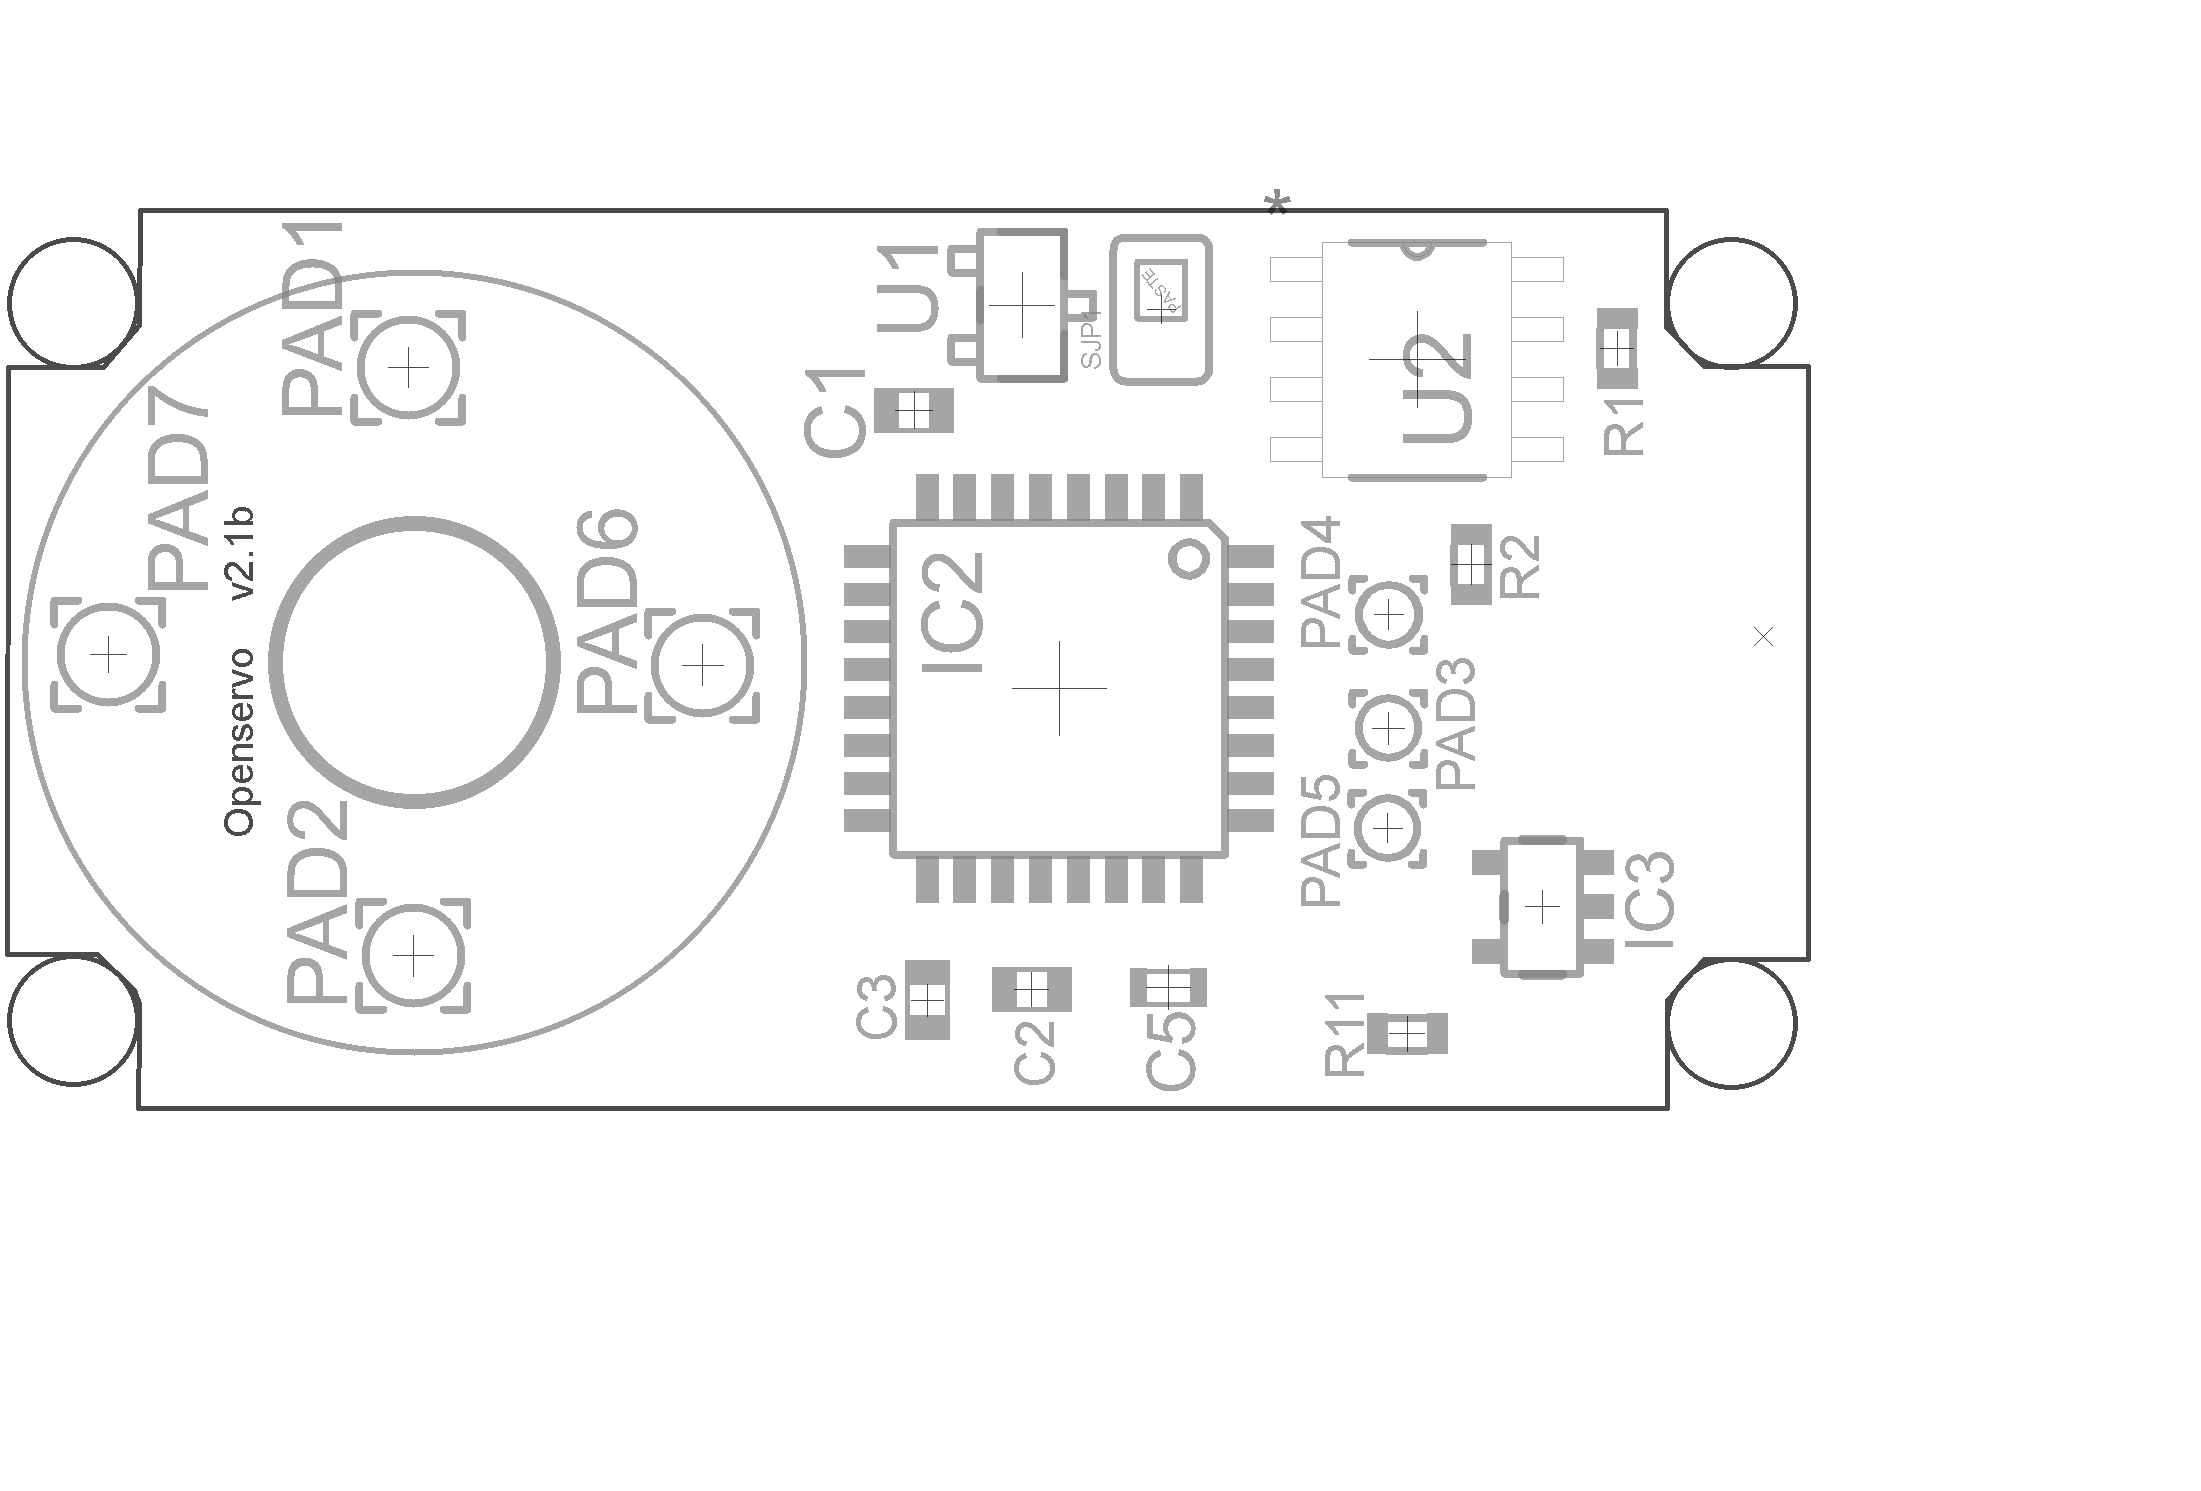 *
PAD1
U1
SJP1
PASTE
U2
C1
R1
PAD7
Openservo v2.1b
PAD6
IC2
PAD4
R2
PAD3
PAD2
PAD5
IC3
C3
C2
C5
R11